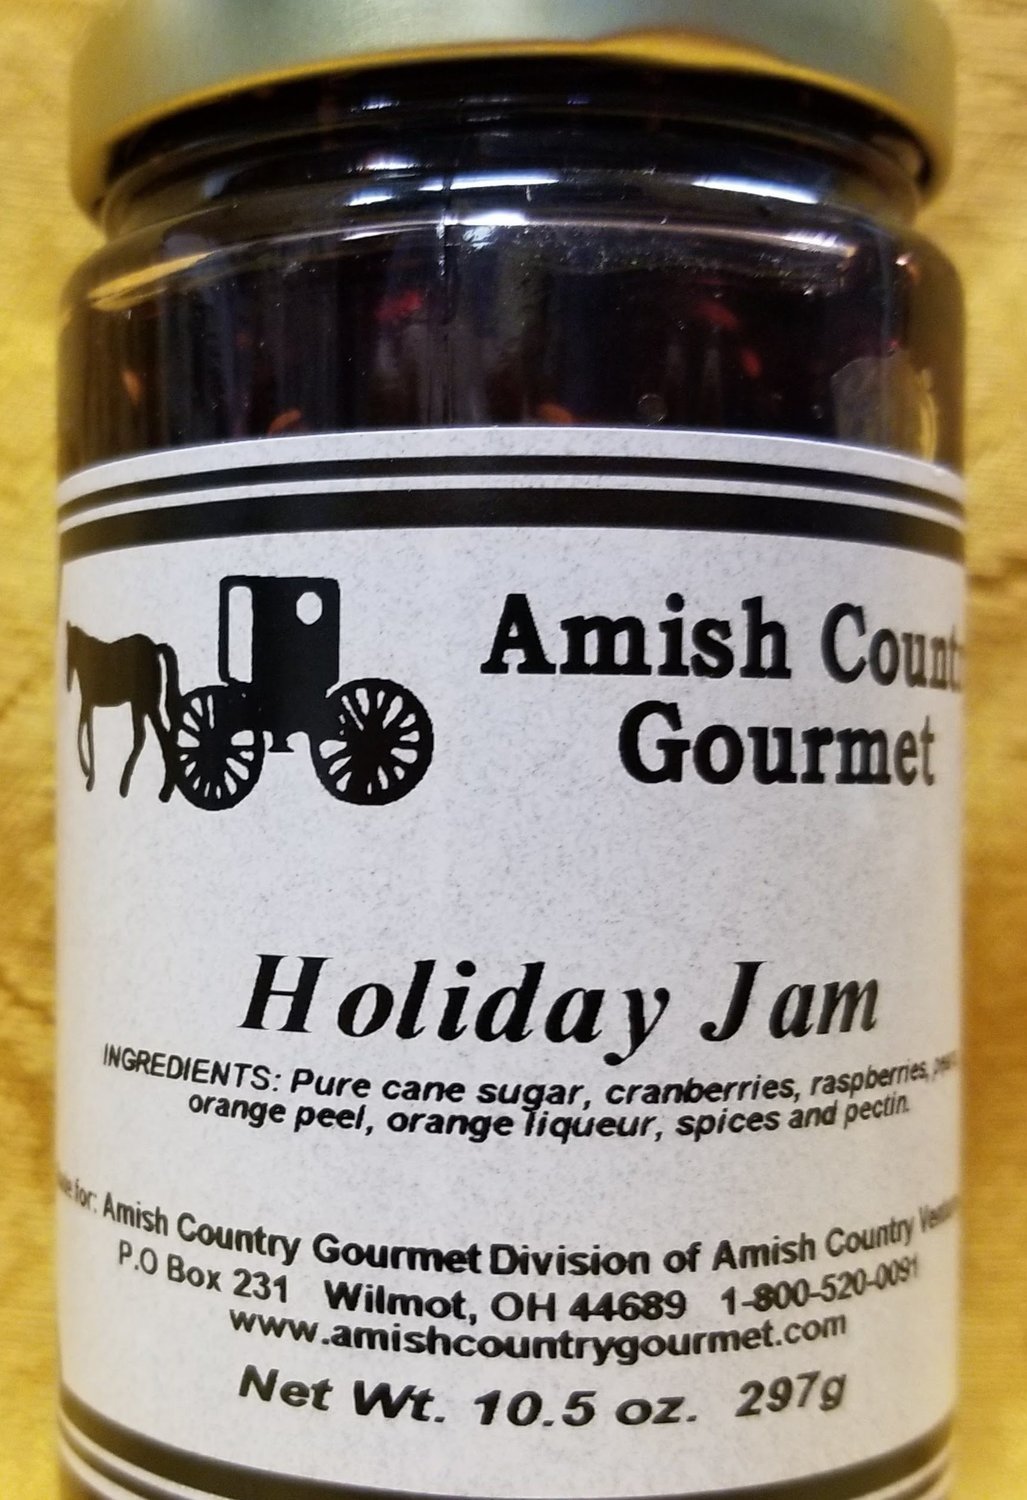 Amish
Gourmet
Holiday Jam
INGREDIENTS: Pure cane sugar, cranberries, raspberries,
orange peel, orange liqueur, spices and pectin.
for: Amish Country Gourmet Division of Amish Country
P.O Box 231 Wilmot, OH 44689 1-800-520-0091
www.amishcountrygourmet.com
Net Wt. 10.5 oz. 297g